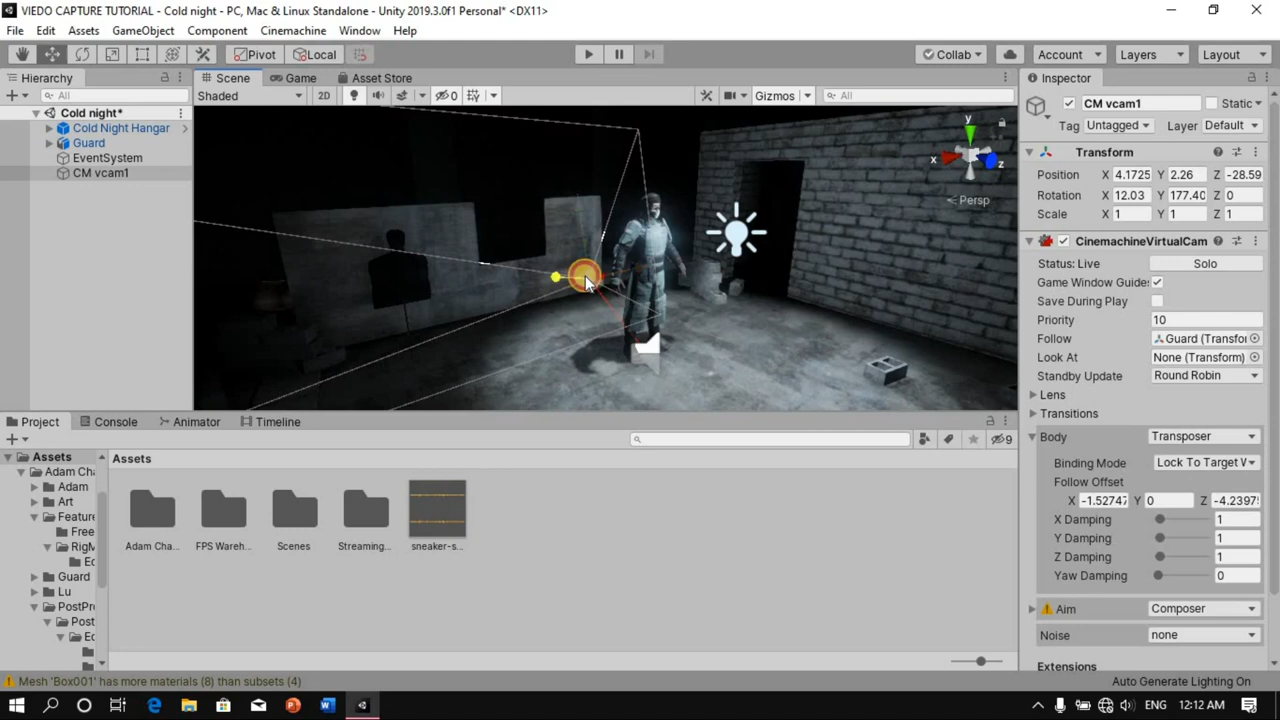 VIEDO CAPTURE TUTORIAL - Cold night - PC, Mac & Linux Standalone - Unity 2019.3.0f1 Personal* <DX11>
File Edit Assets GameObject Component Cinemachine Window Help
Pivot Local Collab Account Layers Layout
Hierarchy Scene Game Asset Store Inspector
All Shaded 2D 0 Gizmos All CM vcam1 Static
Cold night* Tag Untagged Layer Default
Cold Night Hangar
Guard
EventSystem
CM vcam1
y
x
z
Persp
Transform
Position X 4.1725 Y 2.26 Z -28.59
Rotation X 12.03 Y 177.40 Z 0
Scale X 1 Y 1 Z 1
CinemachineVirtualCam
Status: Live Solo
Game Window Guide:
Save During Play
Priority 10
Follow Guard (Transfor
Look At None (Transform)
Standby Update Round Robin
Lens
Transitions
Body Transposer
Binding Mode Lock To Target W
Follow Offset
X -1.52747 Y 0 Z -4.2397
X Damping 1
Y Damping 1
Z Damping 1
Yaw Damping 0
Aim Composer
Noise none
Extensions
Project Console Animator Timeline
9
Assets
Adam Cha
Adam
Art
Feature
Free
RigM
Ec
Guard
Lu
PostPro
Post
Ec
Assets
Adam Cha... FPS Wareh... Scenes Streaming... sneaker-s...
Mesh 'Box001' has more materials (8) than subsets (4) Auto Generate Lighting On
ENG 12:12 AM